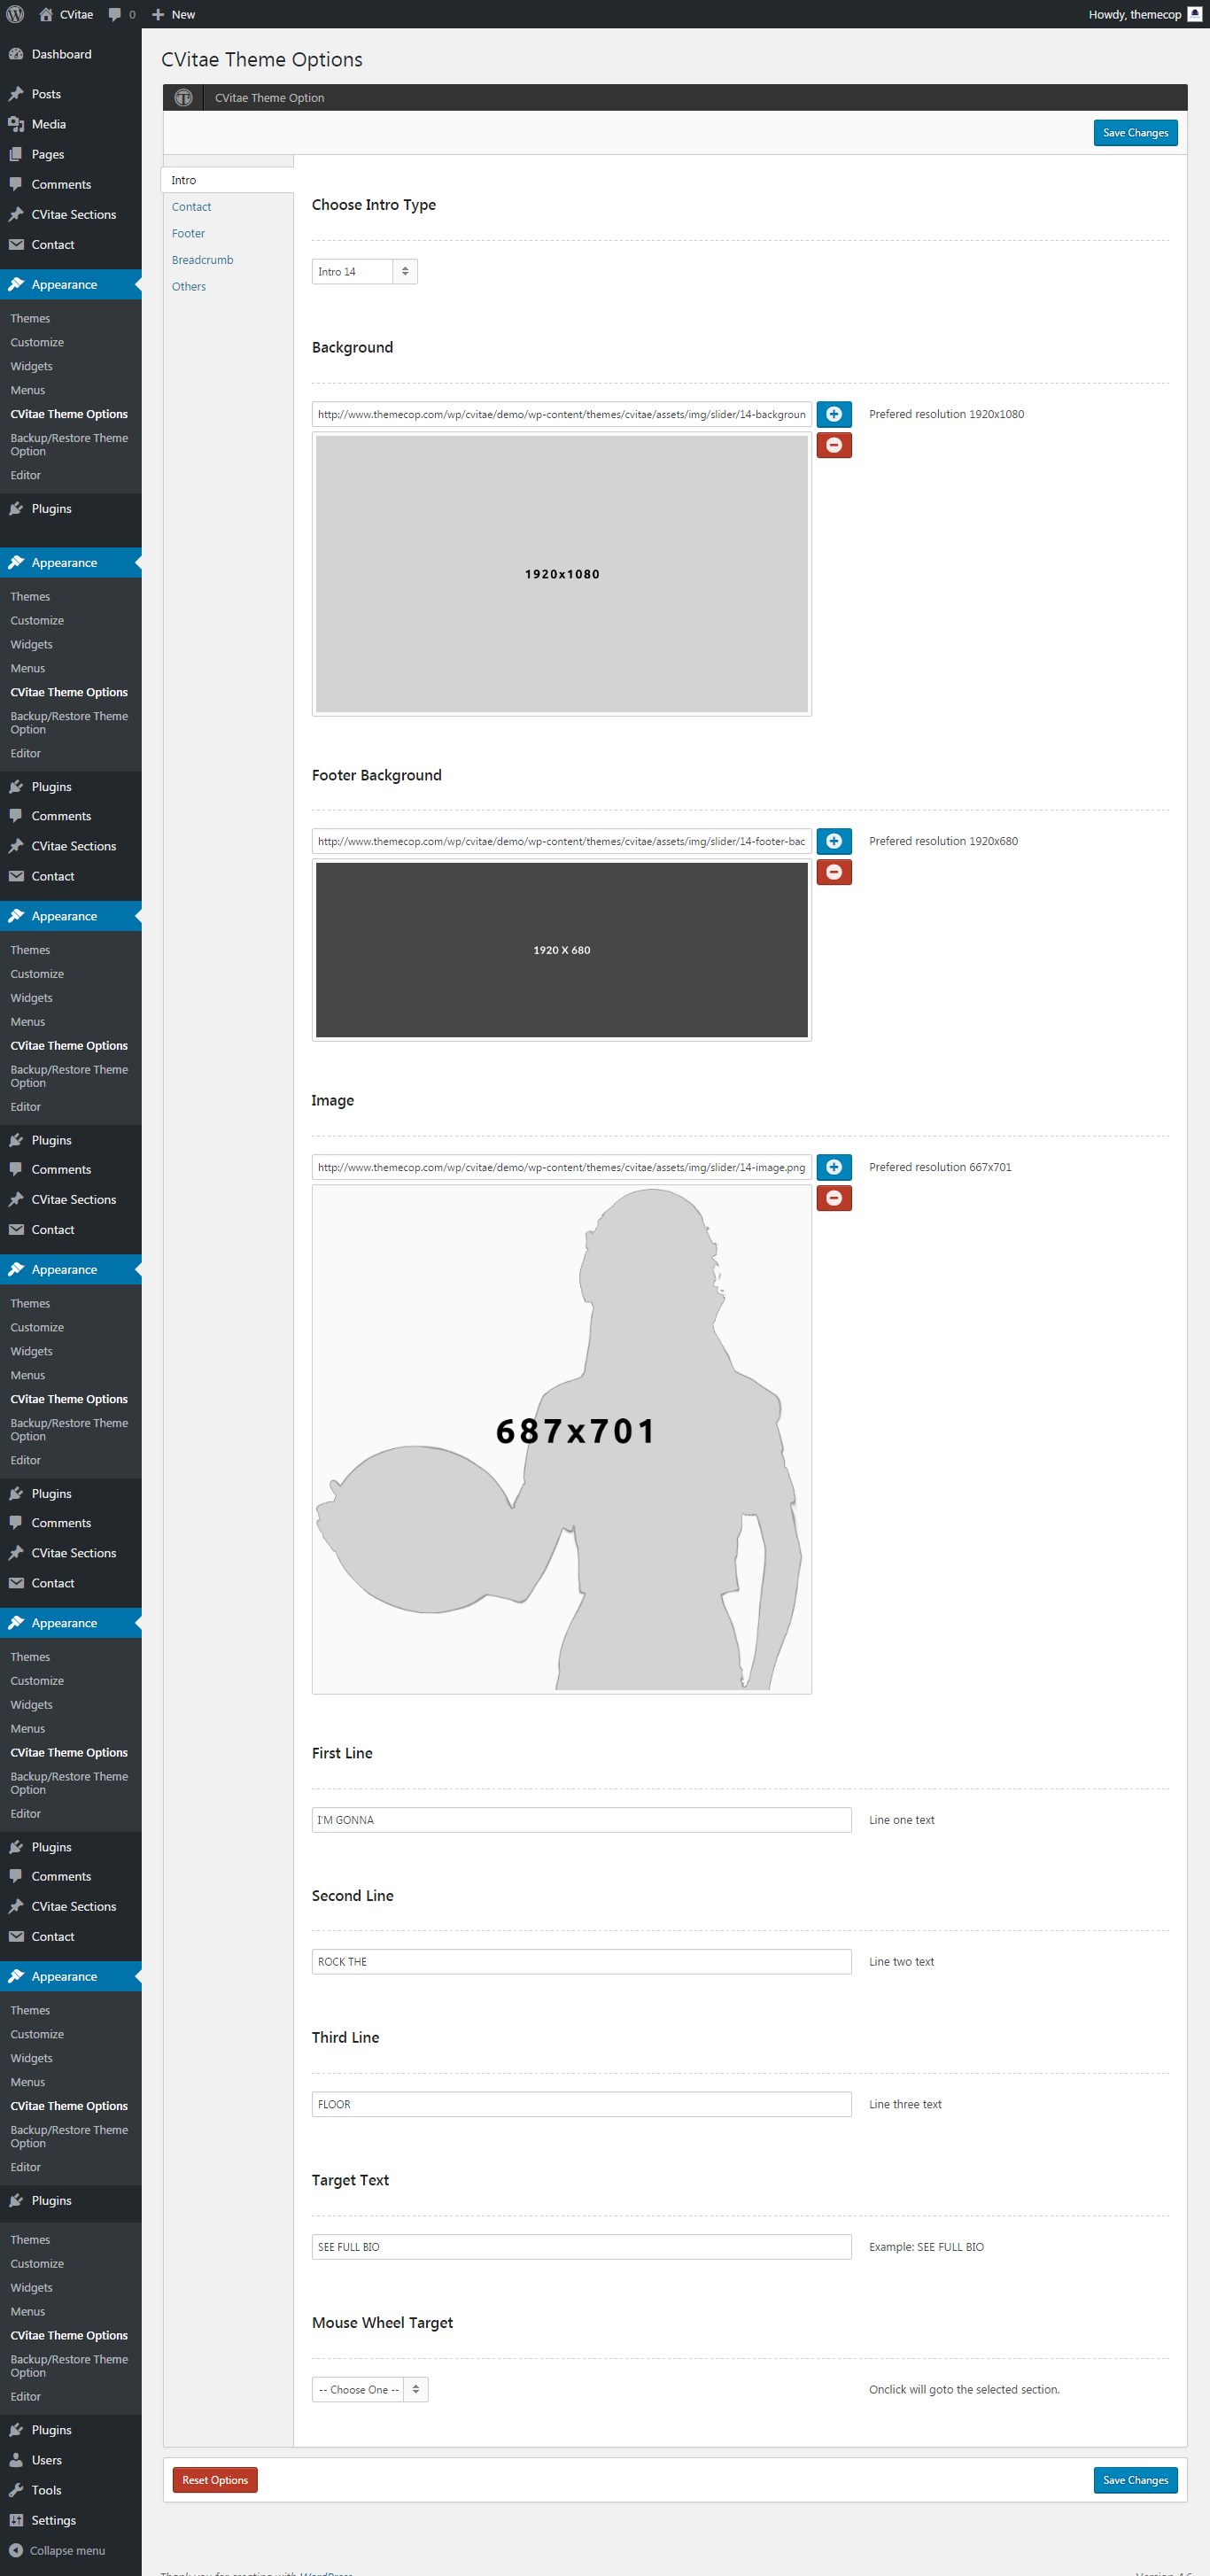 CVitae 0 New Howdy, themecop
Dashboard
Posts
Media
Pages
Comments
CVitae Sections
Contact
Appearance
Themes
Customize
Widgets
Menus
CVitae Theme Options
Backup/Restore Theme
Option
Editor
Plugins
Appearance
Themes
Customize
Widgets
Menus
CVitae Theme Options
Backup/Restore Theme
Option
Editor
Plugins
Comments
CVitae Sections
Contact
Appearance
Themes
Customize
Widgets
Menus
CVitae Theme Options
Backup/Restore Theme
Option
Editor
Plugins
Comments
CVitae Sections
Contact
Appearance
Themes
Customize
Widgets
Menus
CVitae Theme Options
Backup/Restore Theme
Option
Editor
Plugins
Comments
CVitae Sections
Contact
Appearance
Themes
Customize
Widgets
Menus
CVitae Theme Options
Backup/Restore Theme
Option
Editor
Plugins
Comments
CVitae Sections
Contact
Appearance
Themes
Customize
Widgets
Menus
CVitae Theme Options
Backup/Restore Theme
Option
Editor
Plugins
Themes
Customize
Widgets
Menus
CVitae Theme Options
Backup/Restore Theme
Option
Editor
Plugins
Users
Tools
Settings
Collapse menu
CVitae Theme Options
CVitae Theme Option
Save Changes
Intro
Contact
Footer
Breadcrumb
Others
Choose Intro Type
Intro 14
Background
http://www.themecop.com/wp/cvitae/demo/wp-content/themes/cvitae/assets/img/slider/14-backgroun
Prefered resolution 1920x1080
1920x1080
Footer Background
http://www.themecop.com/wp/cvitae/demo/wp-content/themes/cvitae/assets/img/slider/14-footer-bac
Prefered resolution 1920x680
1920 X 680
Image
http://www.themecop.com/wp/cvitae/demo/wp-content/themes/cvitae/assets/img/slider/14-image.png
Prefered resolution 667x701
687x701
First Line
I'M GONNA
Line one text
Second Line
ROCK THE
Line two text
Third Line
FLOOR
Line three text
Target Text
SEE FULL BIO
Example: SEE FULL BIO
Mouse Wheel Target
-- Choose One --
Onclick will goto the selected section.
Reset Options
Save Changes